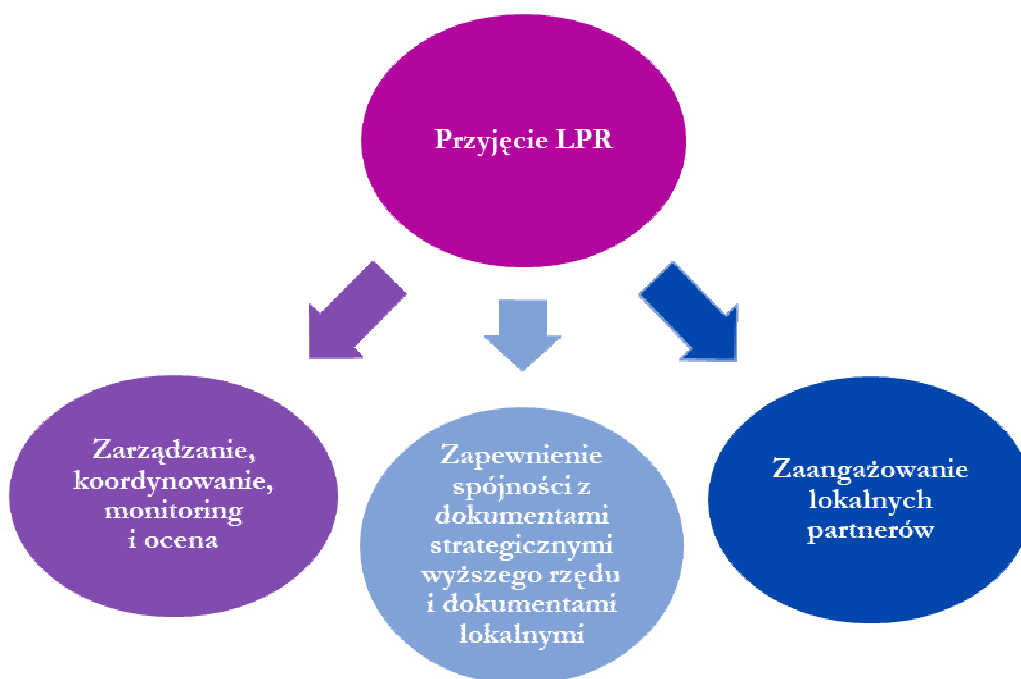 Przyjęcie LPR
Zarządzanie,
koordynowanie,
monitoring
i ocena
Zapewnienie
spójności z
dokumentami
strategicznymi
wyższego rzędu
i dokumentami
lokalnymi
Zaangażowanie
lokalnych
partnerów